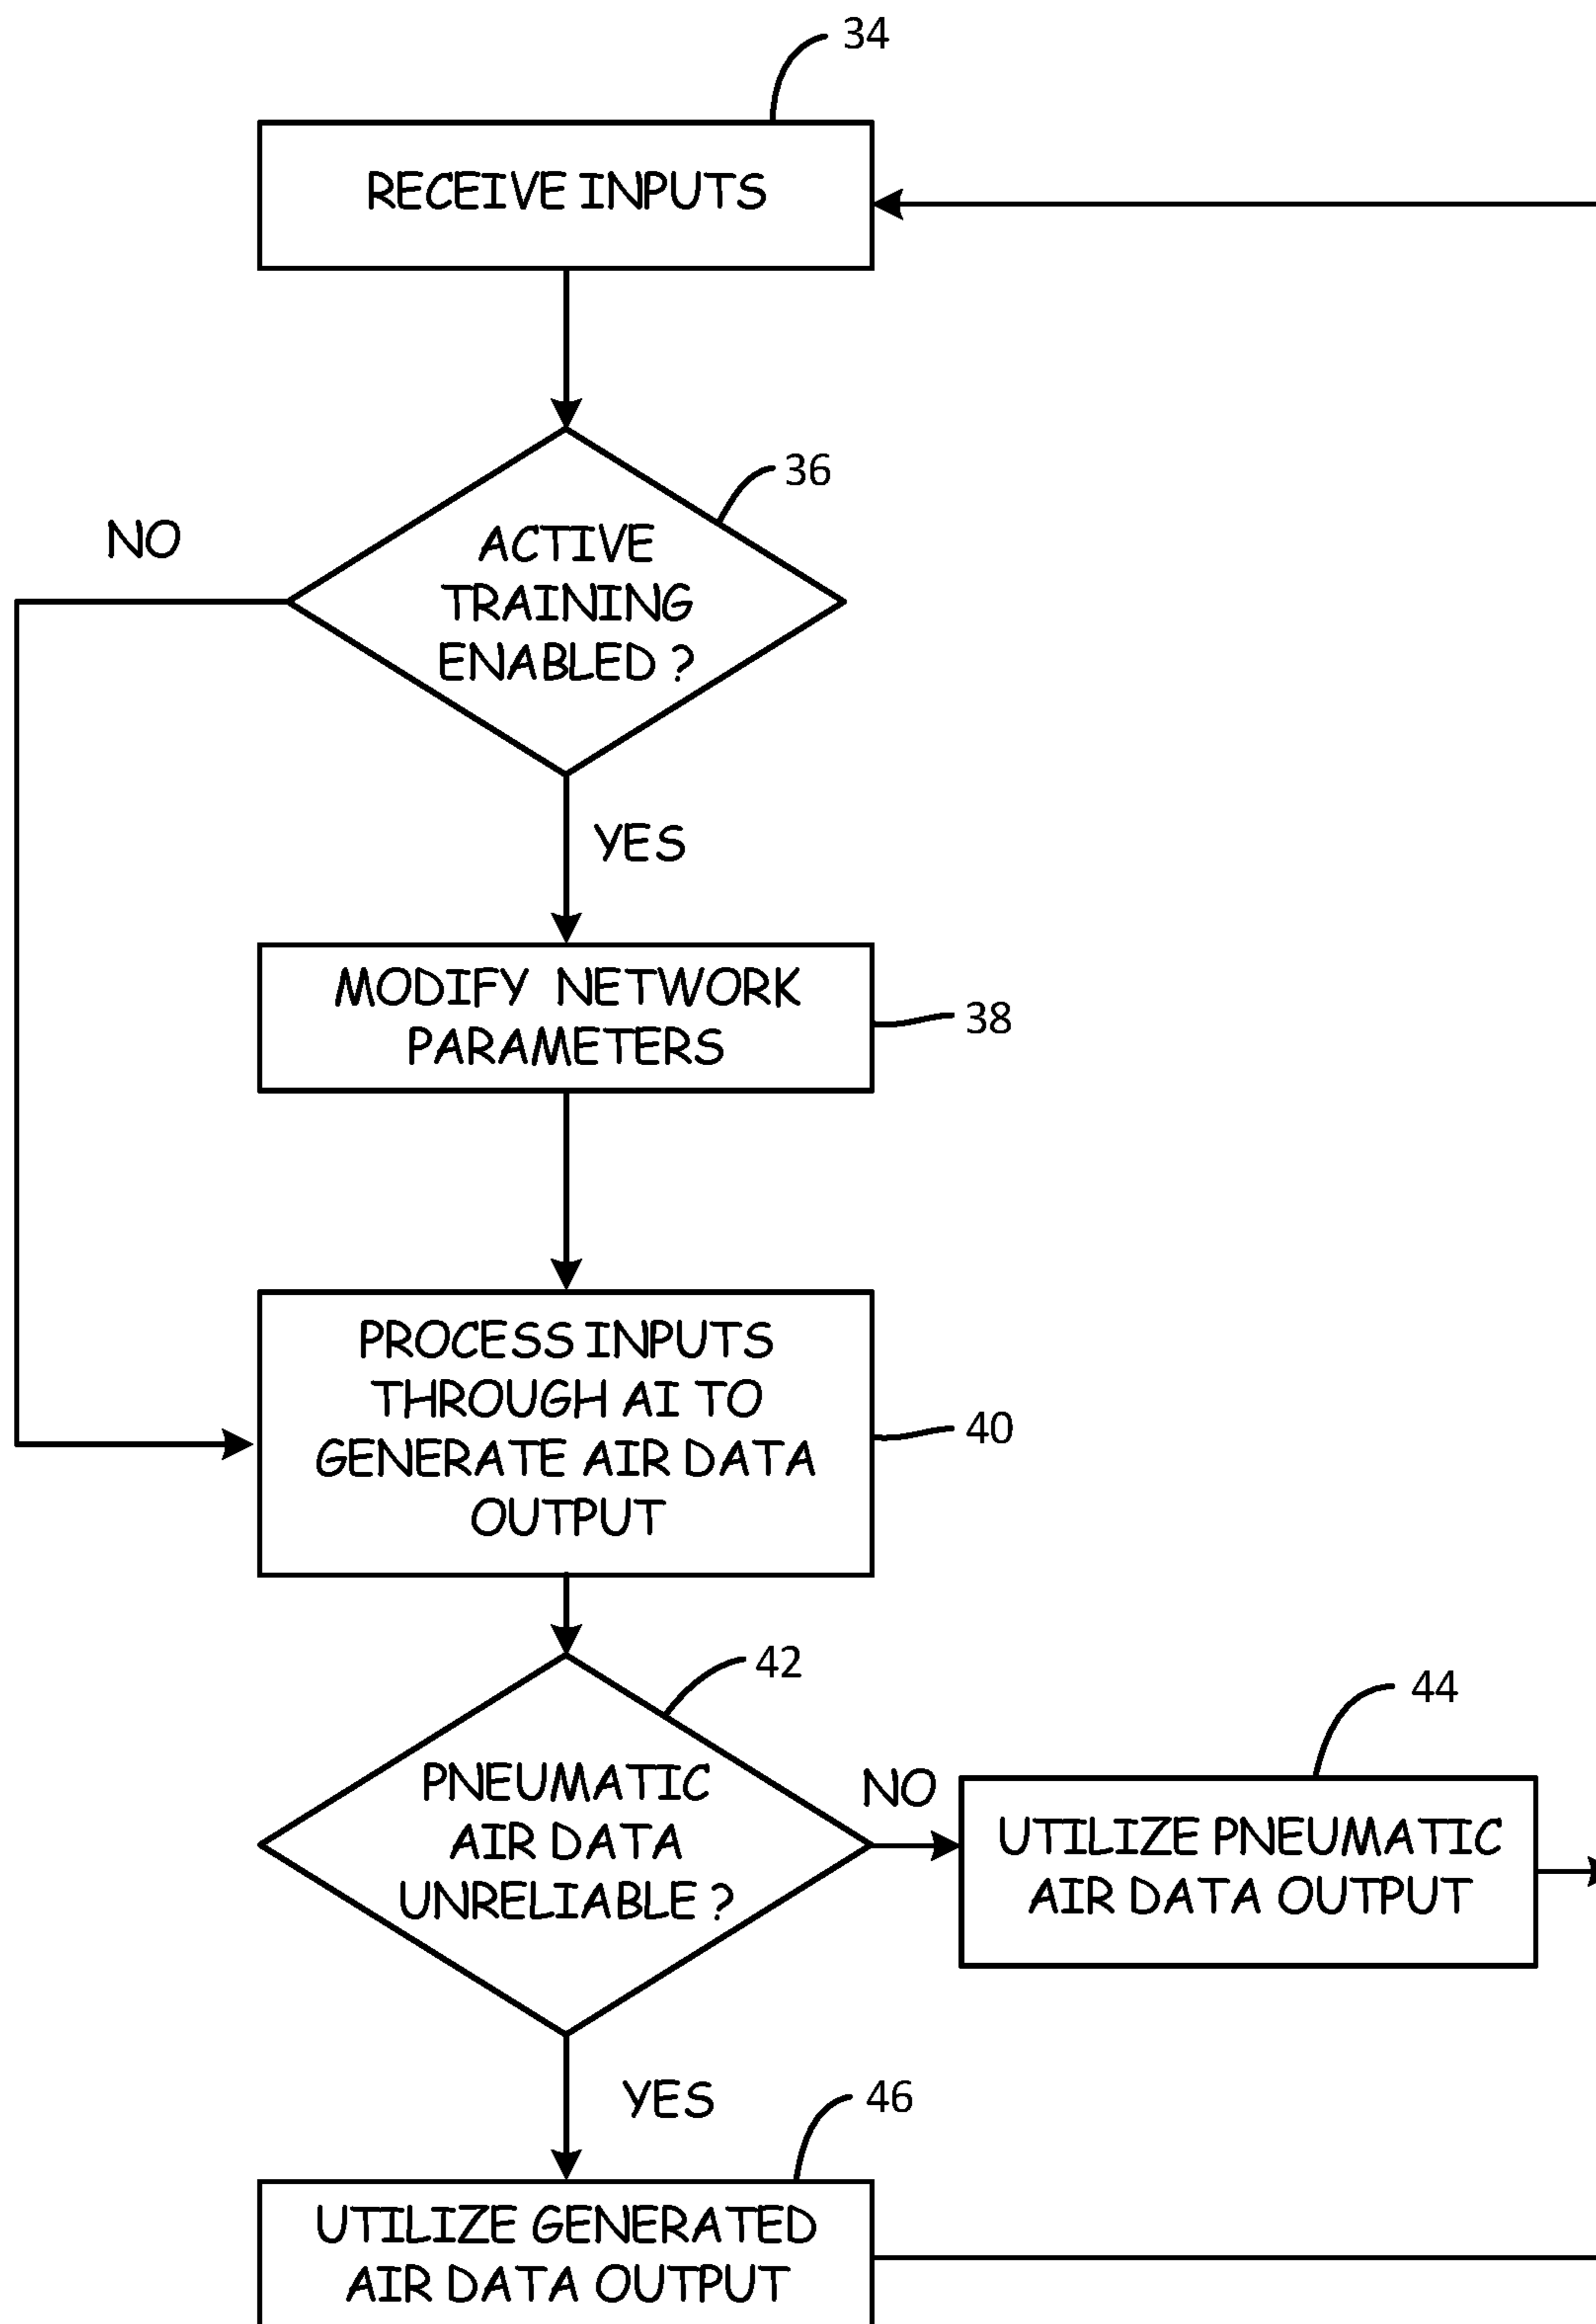 34
RECEIVE INPUTS
36
NO
ACTIVE
TRAINING
ENABLED ?
YES
MODIFY NETWORK
PARAMETERS
38
PROCESS INPUTS
THROUGH AI TO
GENERATE AIR DATA
OUTPUT
40
42
44
PNEUMATIC
AIR DATA
UNRELIABLE ?
NO
UTILIZE PNEUMATIC
AIR DATA OUTPUT
YES
46
UTILIZE GENERATED
AIR DATA OUTPUT